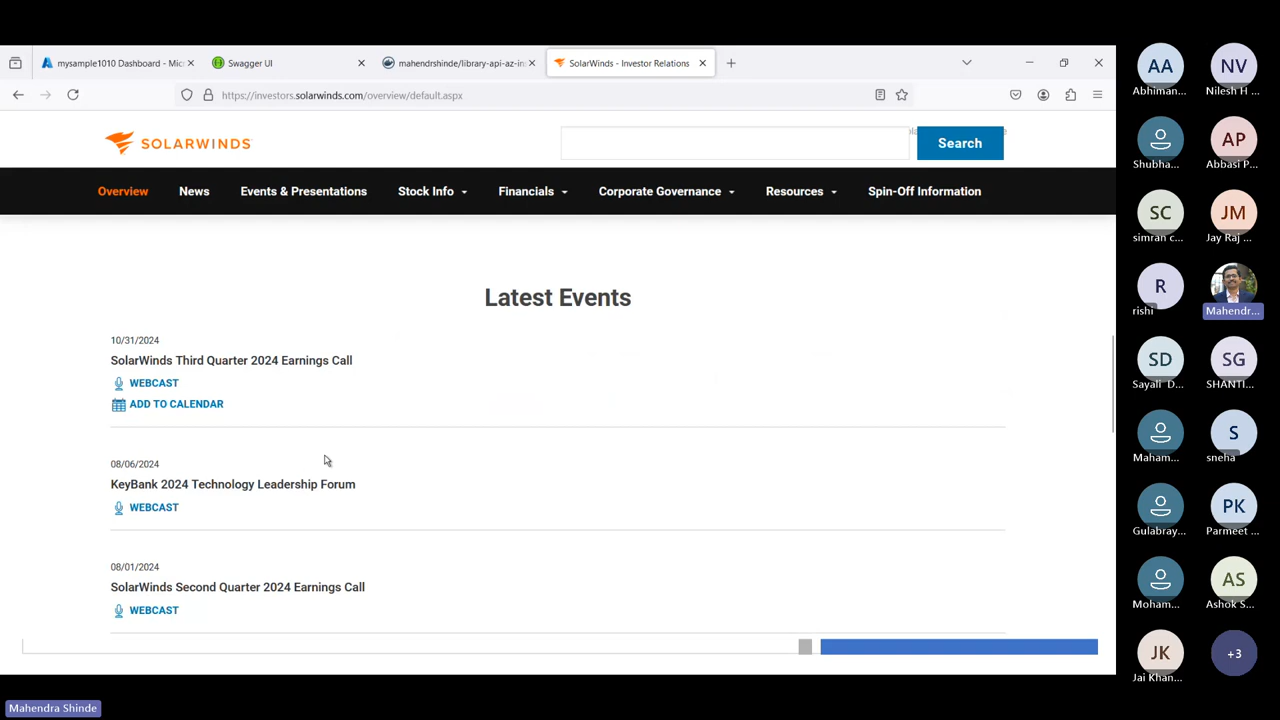 mysample1010 Dashboard - Mic
Swagger UI
mahendrshinde/library-api-az-in
SolarWinds - Investor Relations
https://investors.solarwinds.com/overview/default.aspx
SOLARWINDS
Search
Overview
News
Events & Presentations
Stock Info
Financials
Corporate Governance
Resources
Spin-Off Information
Latest Events
10/31/2024
SolarWinds Third Quarter 2024 Earnings Call
WEBCAST
ADD TO CALENDAR
08/06/2024
KeyBank 2024 Technology Leadership Forum
WEBCAST
08/01/2024
SolarWinds Second Quarter 2024 Earnings Call
WEBCAST
AA
NV
Abhiman...
Nilesh H ...
AP
Shubha...
Abbasi P...
SC
JM
simran c...
Jay Raj ...
R
rishi
Mahendr...
SD
SG
Sayali D...
SHANTI...
S
Maham...
sneha
PK
Gulabray...
Parmeet ...
AS
Moham...
Ashok S...
JK
+3
Jai Khan...
Mahendra Shinde